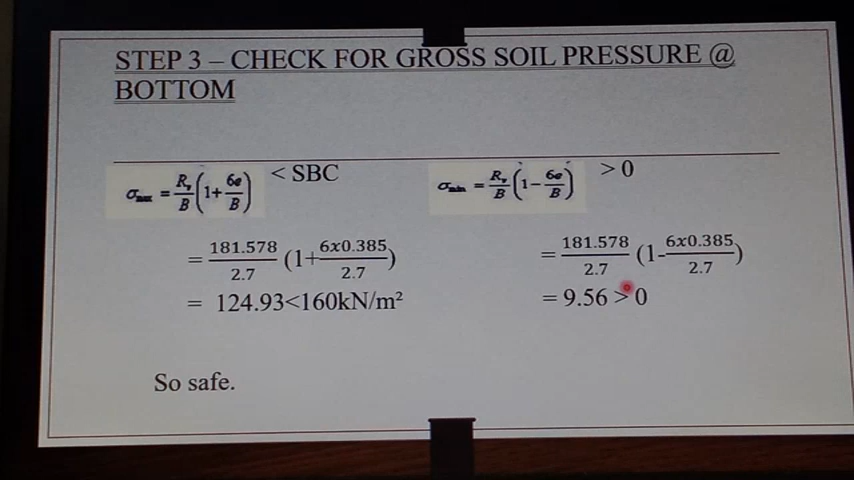 STEP 3 – CHECK FOR GROSS SOIL PRESSURE @
BOTTOM
σmax = Rv/B (1+ 6e/B) < SBC
= 181.578/2.7 (1+ 6x0.385/2.7)
= 124.93<160kN/m²
σmin = Rv/B (1− 6e/B) > 0
= 181.578/2.7 (1- 6x0.385/2.7)
= 9.56 > 0
So safe.